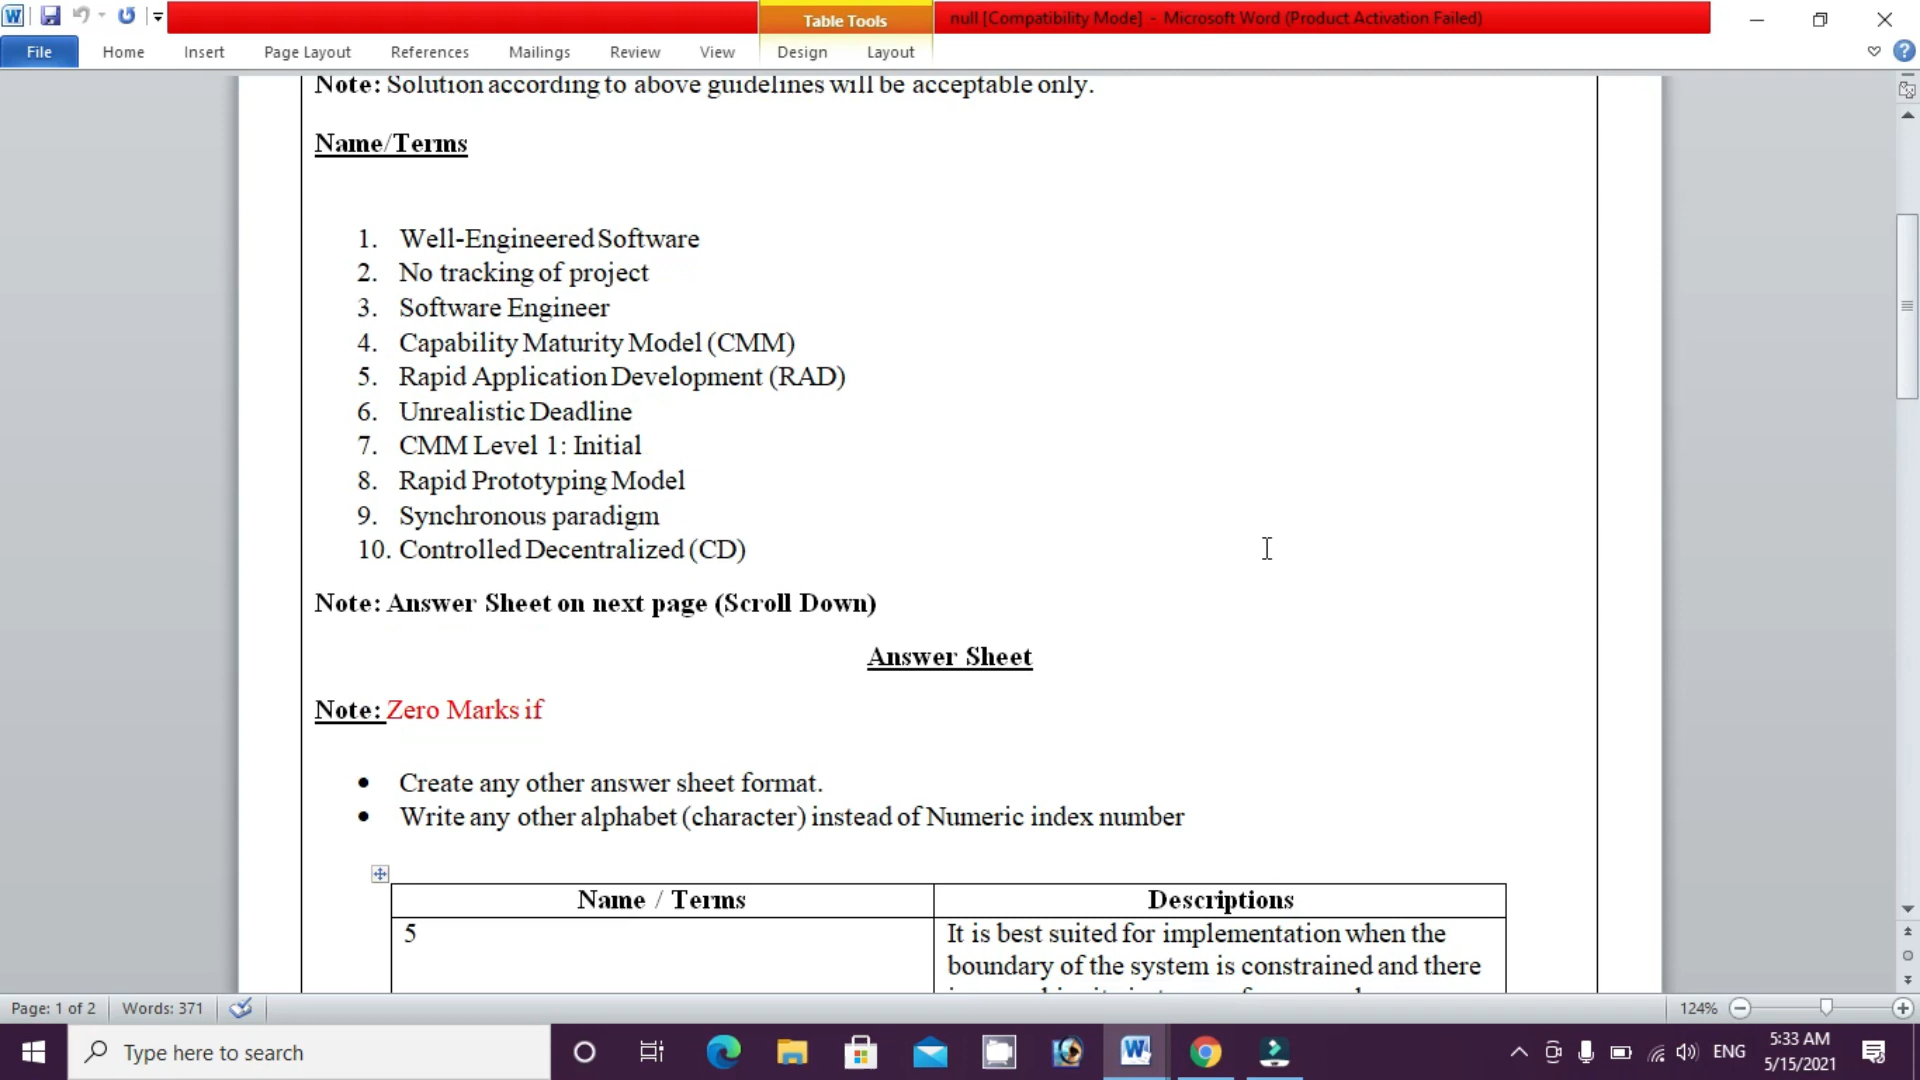 Table Tools
null [Compatibility Mode] - Microsoft Word (Product Activation Failed)
File Home Insert Page Layout References Mailings Review View Design Layout
Note: Solution according to above guidelines will be acceptable only.
Name/Terms
1. Well-Engineered Software
2. No tracking of project
3. Software Engineer
4. Capability Maturity Model (CMM)
5. Rapid Application Development (RAD)
6. Unrealistic Deadline
7. CMM Level 1: Initial
8. Rapid Prototyping Model
9. Synchronous paradigm
10. Controlled Decentralized (CD)
Note: Answer Sheet on next page (Scroll Down)
Answer Sheet
Note: Zero Marks if
• Create any other answer sheet format.
• Write any other alphabet (character) instead of Numeric index number
Name / Terms Descriptions
5 It is best suited for implementation when the
boundary of the system is constrained and there
Page: 1 of 2 Words: 371 124%
Type here to search
ENG
5:33 AM
5/15/2021